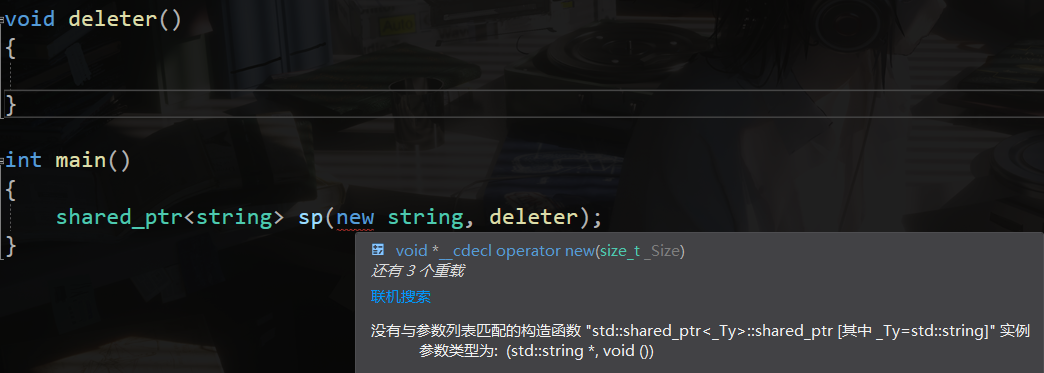 void deleter()
{
}
int main()
{
shared_ptr<string> sp(new string, deleter);
}
void *__cdecl operator new(size_t _Size)
还有 3 个重载
联机搜索
没有与参数列表匹配的构造函数 "std::shared_ptr<_Ty>::shared_ptr [其中 _Ty=std::string]" 实例
参数类型为: (std::string *, void ())